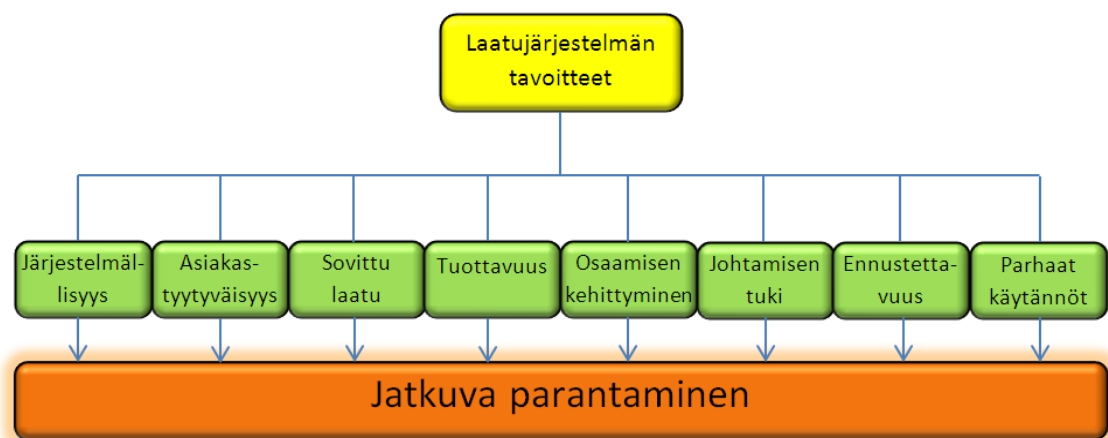 Laatujärjestelmän
tavoitteet
Järjestelmäl-
lisyys
Asiakas-
tyytyväisyys
Sovittu
laatu
Tuottavuus
Osaamisen
kehittyminen
Johtamisen
tuki
Ennustetta-
vuus
Parhaat
käytännöt
Jatkuva parantaminen